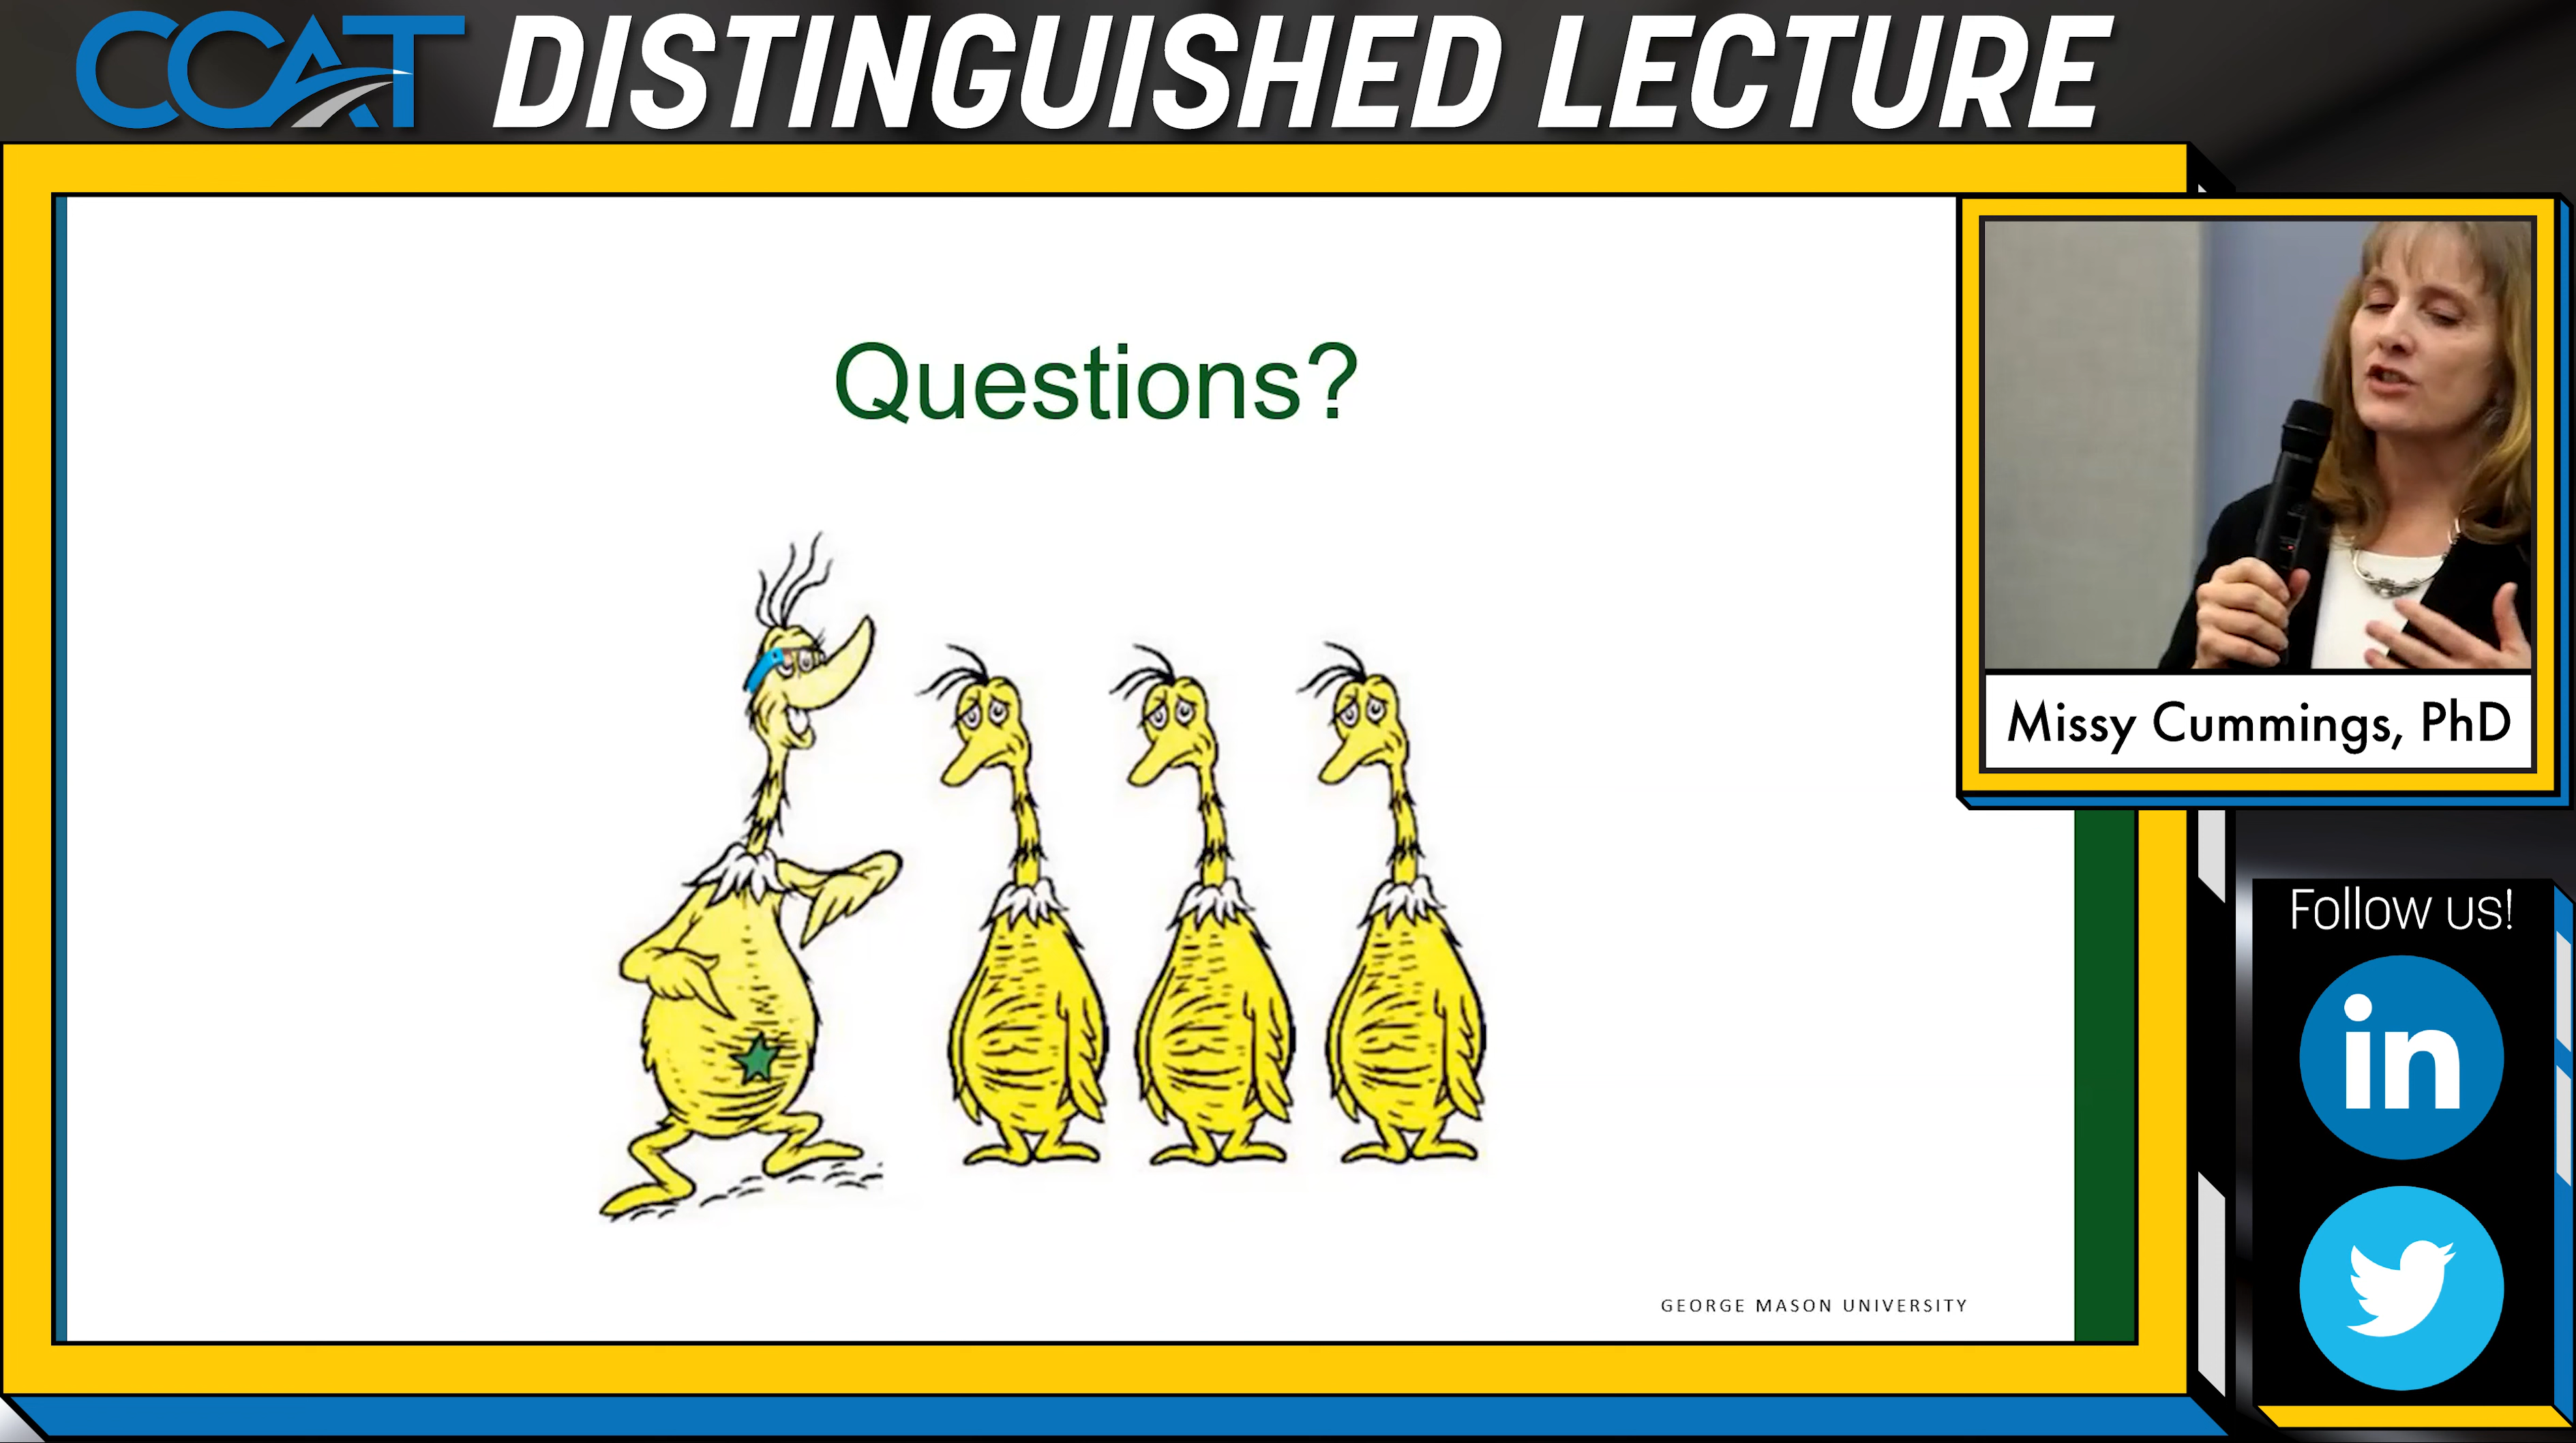 CCAT DISTINGUISHED LECTURE
Questions?
Missy Cummings, PhD
Follow us!
in
GEORGE MASON UNIVERSITY